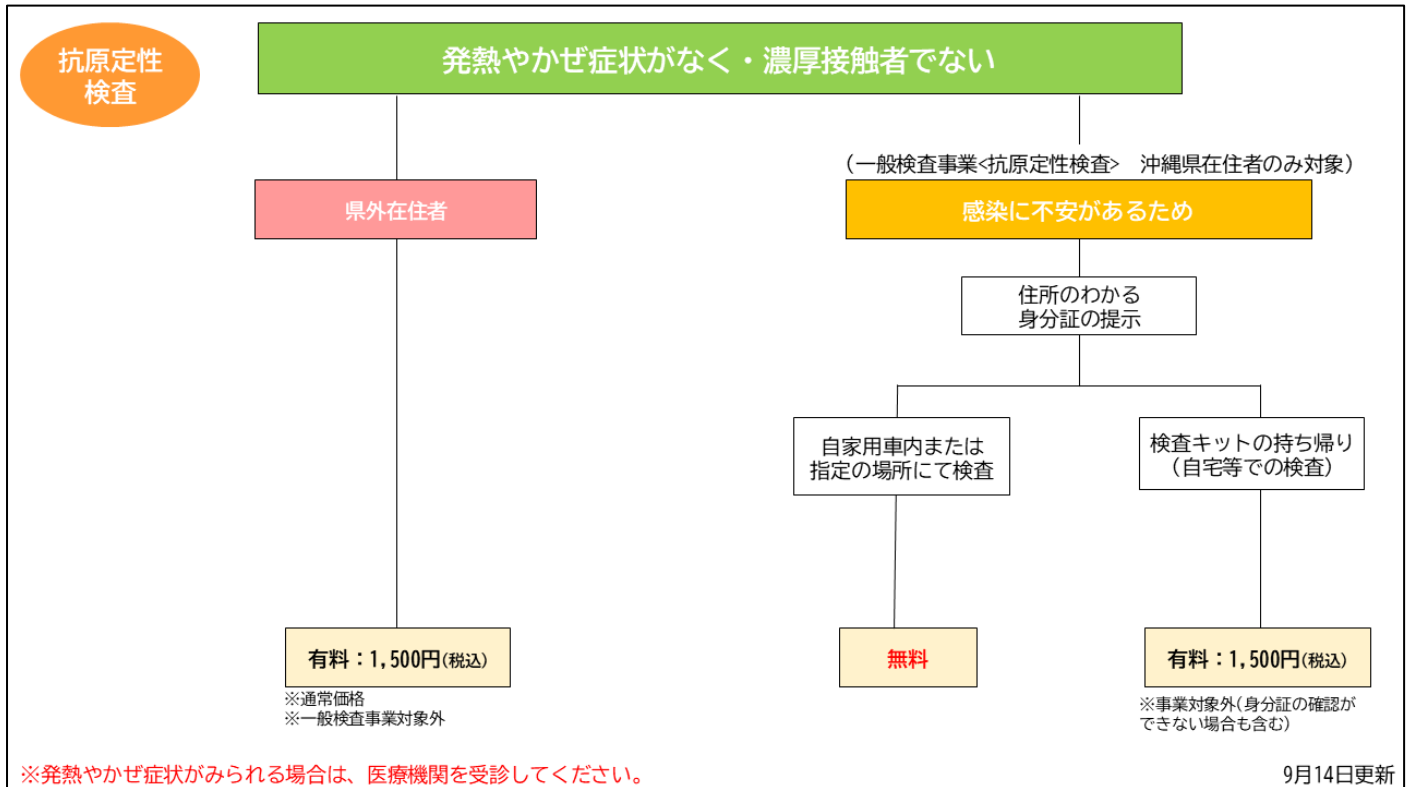 抗原定性
検査
発熱やかぜ症状がなく・濃厚接触者でない
(一般検査事業<抗原定性検査>　沖縄県在住者のみ対象)
県外在住者
感染に不安があるため
住所のわかる
身分証の提示
自家用車内または
指定の場所にて検査
検査キットの持ち帰り
(自宅等での検査)
有料：1,500円(税込)
※通常価格
※一般検査事業対象外
無料
有料：1,500円(税込)
※事業対象外(身分証の確認が
できない場合も含む)
※発熱やかぜ症状がみられる場合は、医療機関を受診してください。
9月14日更新